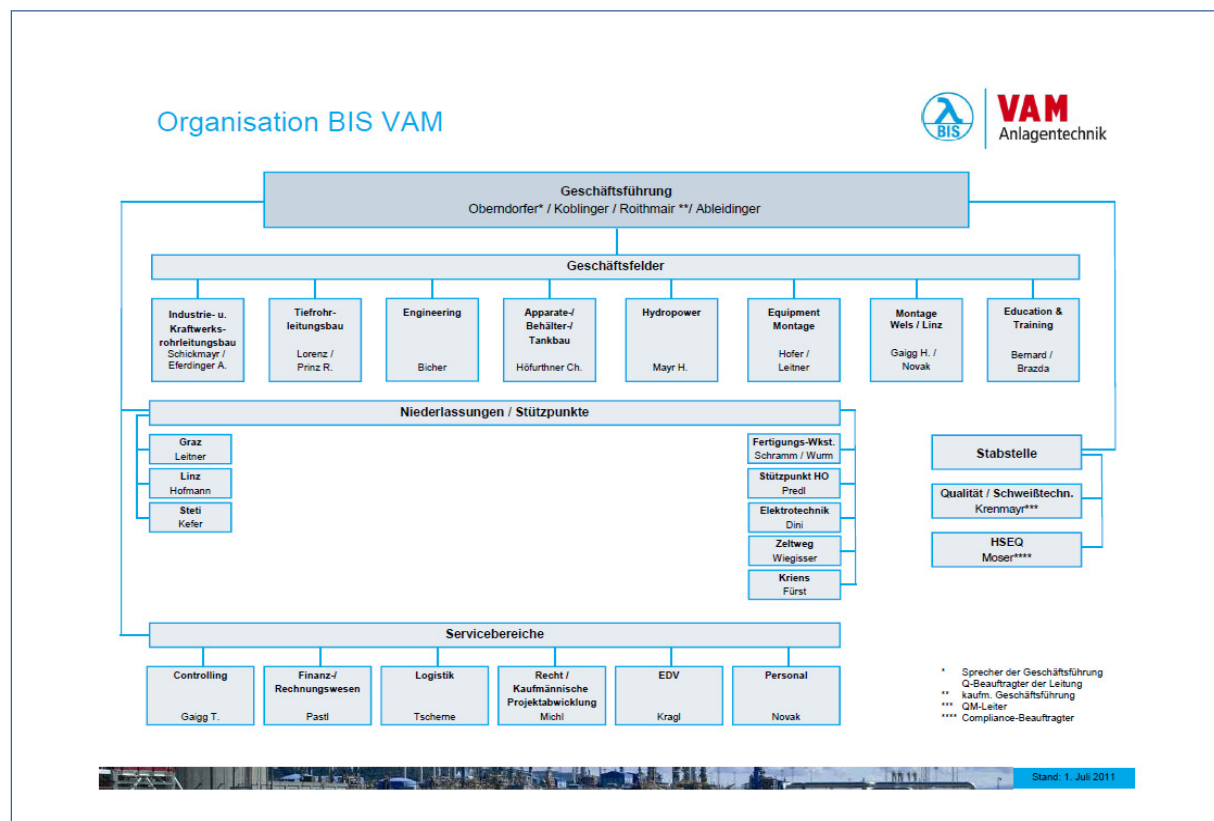 Organisation BIS VAM
λ
BIS
VAM
Anlagentechnik
Geschäftsführung
Oberndorfer* / Koblinger / Roithmair **/ Ableidinger
Geschäftsfelder
Industrie- u.
Kraftwerks-
rohrleitungsbau
Schickmayr /
Eferdinger A.
Tiefrohr-
leitungsbau
Lorenz /
Prinz R.
Engineering
Bicher
Apparate-/
Behälter-/
Tankbau
Höfurthner Ch.
Hydropower
Mayr H.
Equipment
Montage
Hofer /
Leitner
Montage
Wels / Linz
Gaigg H. /
Novak
Education &
Training
Bernard /
Brazda
Niederlassungen / Stützpunkte
Graz
Leitner
Linz
Hofmann
Steti
Kefer
Fertigungs-Wkst.
Schramm / Wurm
Stützpunkt HO
Predl
Elektrotechnik
Dini
Zeltweg
Wiegisser
Kriens
Fürst
Stabstelle
Qualität / Schweißtechn.
Krenmayr***
HSEQ
Moser****
Servicebereiche
Controlling
Gaigg T.
Finanz-/
Rechnungswesen
Pastl
Logistik
Tscherne
Recht /
Kaufmännische
Projektabwicklung
Michl
EDV
Kragl
Personal
Novak
* Sprecher der Geschäftsführung
Q-Beauftragter der Leitung
** kaufm. Geschäftsführung
*** QM-Leiter
**** Compliance-Beauftragter
Stand: 1. Juli 2011